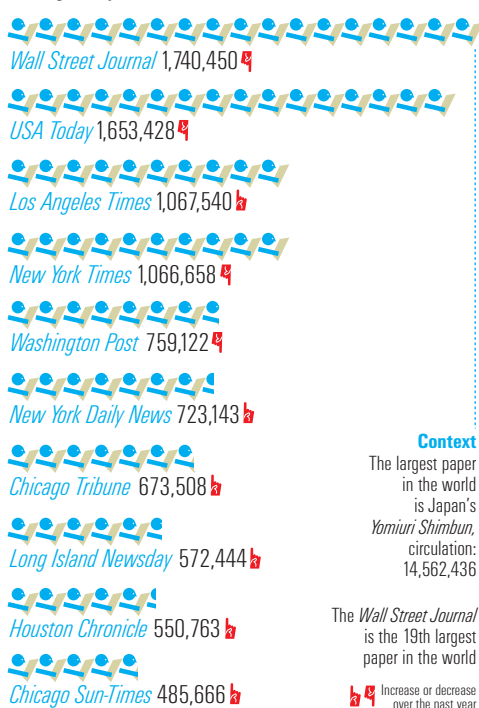 Wall Street Journal 1,740,450
USA Today 1,653,428
Los Angeles Times 1,067,540
New York Times 1,066,658
Washington Post 759,122
New York Daily News 723,143
Chicago Tribune 673,508
Long Island Newsday 572,444
Houston Chronicle 550,763
Chicago Sun-Times 485,666
Context
The largest paper
in the world
is Japan's
Yomiuri Shimbun,
circulation:
14,562,436
The Wall Street Journal
is the 19th largest
paper in the world
Increase or decrease
over the past year